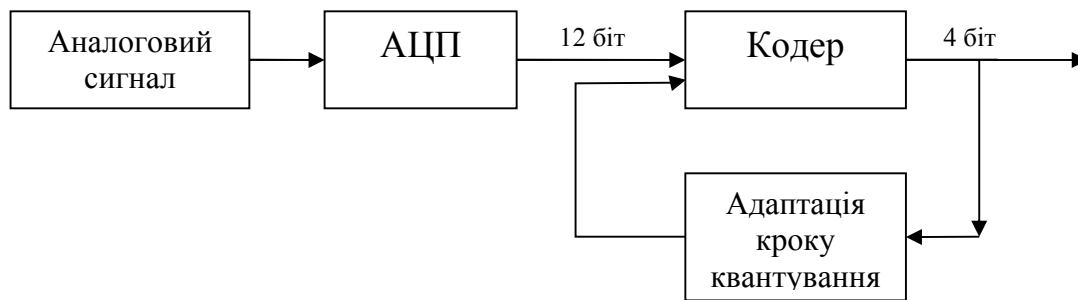 Аналоговий
сигнал
АЦП
12 біт
Кодер
4 біт
Адаптація
кроку
квантування